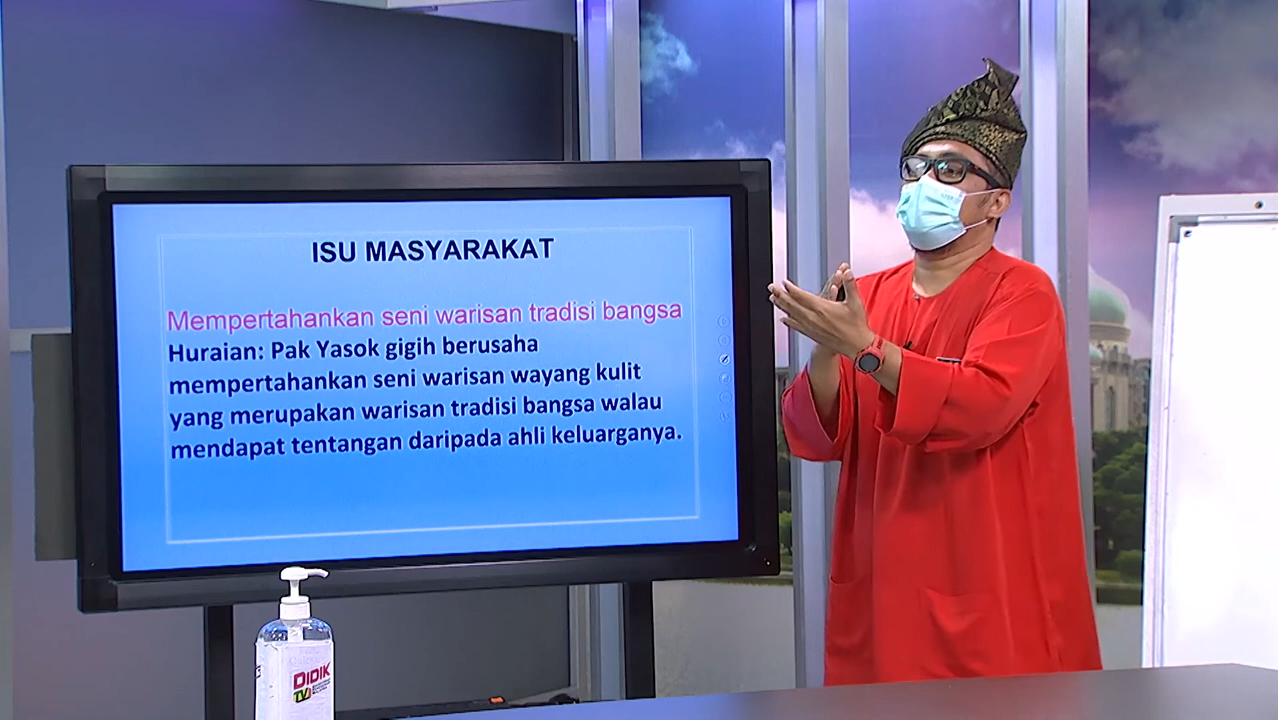 ISU MASYARAKAT
Mempertahankan seni warisan tradisi bangsa
Huraian: Pak Yasok gigih berusaha
mempertahankan seni warisan wayang kulit
yang merupakan warisan tradisi bangsa walau
mendapat tentangan daripada ahli keluarganya.
DIDIK
TV